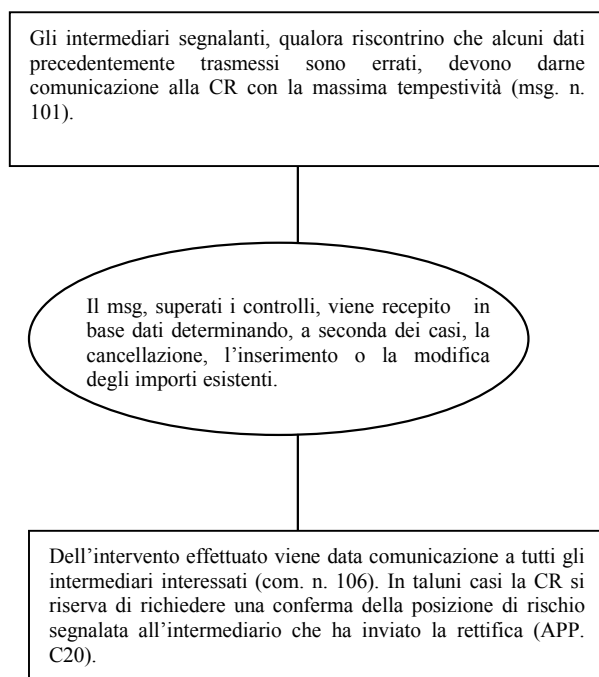 Gli intermediari segnalanti, qualora riscontrino che alcuni dati
precedentemente trasmessi sono errati, devono darne
comunicazione alla CR con la massima tempestività (msg. n.
101).
Il msg, superati i controlli, viene recepito in
base dati determinando, a seconda dei casi, la
cancellazione, l’inserimento o la modifica
degli importi esistenti.
Dell’intervento effettuato viene data comunicazione a tutti gli
intermediari interessati (com. n. 106). In taluni casi la CR si
riserva di richiedere una conferma della posizione di rischio
segnalata all’intermediario che ha inviato la rettifica (APP.
C20).